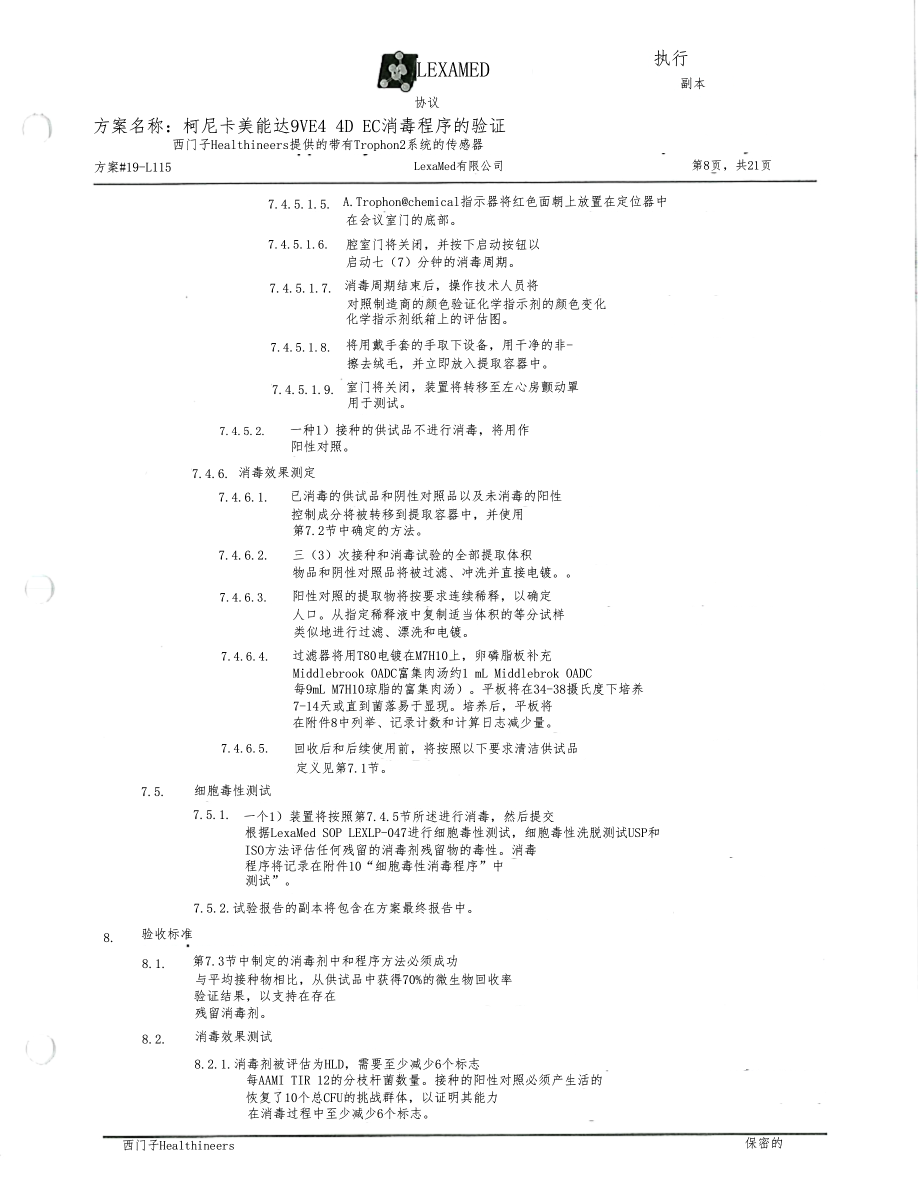 LEXAMED
执行
副本
协议
方案名称：柯尼卡美能达9VE4 4D EC消毒程序的验证
西门子Healthineers提供的带有Trophon2系统的传感器
方案#19-L115 LexaMed有限公司 第8页，共21页
7.4.5.1.5. A.Trophon@chemical指示器将红色面朝上放置在定位器中
在会议室门的底部。
7.4.5.1.6. 腔室门将关闭，并按下启动按钮以
启动七（7）分钟的消毒周期。
7.4.5.1.7. 消毒周期结束后，操作技术人员将
对照制造商的颜色验证化学指示剂的颜色变化
化学指示剂纸箱上的评估图。
7.4.5.1.8. 将用戴手套的手取下设备，用干净的非-
擦去绒毛，并立即放入提取容器中。
7.4.5.1.9. 室门将关闭，装置将转移至左心房颤动罩
用于测试。
7.4.5.2. 一种1）接种的供试品不进行消毒，将用作
阳性对照。
7.4.6. 消毒效果测定
7.4.6.1. 已消毒的供试品和阴性对照品以及未消毒的阳性
控制成分将被转移到提取容器中，并使用
第7.2节中确定的方法。
7.4.6.2. 三（3）次接种和消毒试验的全部提取体积
物品和阴性对照品将被过滤、冲洗并直接电镀。。
7.4.6.3. 阳性对照的提取物将按要求连续稀释，以确定
人口。从指定稀释液中复制适当体积的等分试样
类似地进行过滤、漂洗和电镀。
7.4.6.4. 过滤器将用T80电镀在M7H10上，卵磷脂板补充
Middlebrook OADC富集肉汤约1 mL Middlebrok OADC
每9mL M7H10琼脂的富集肉汤）。平板将在34-38摄氏度下培养
7-14天或直到菌落易于显现。培养后，平板将
在附件8中列举、记录计数和计算日志减少量。
7.4.6.5. 回收后和后续使用前，将按照以下要求清洁供试品
定义见第7.1节。
7.5. 细胞毒性测试
7.5.1. 一个1）装置将按照第7.4.5节所述进行消毒，然后提交
根据LexaMed SOP LEXLP-047进行细胞毒性测试，细胞毒性洗脱测试USP和
ISO方法评估任何残留的消毒剂残留物的毒性。消毒
程序将记录在附件10“细胞毒性消毒程序”中
测试”。
7.5.2.试验报告的副本将包含在方案最终报告中。
8. 验收标准
8.1. 第7.3节中制定的消毒剂中和程序方法必须成功
与平均接种物相比，从供试品中获得70%的微生物回收率
验证结果，以支持在存在
残留消毒剂。
8.2. 消毒效果测试
8.2.1.消毒剂被评估为HLD，需要至少减少6个标志
每AAMI TIR 12的分枝杆菌数量。接种的阳性对照必须产生活的
恢复了10个总CFU的挑战群体，以证明其能力
在消毒过程中至少减少6个标志。
西门子Healthineers 保密的